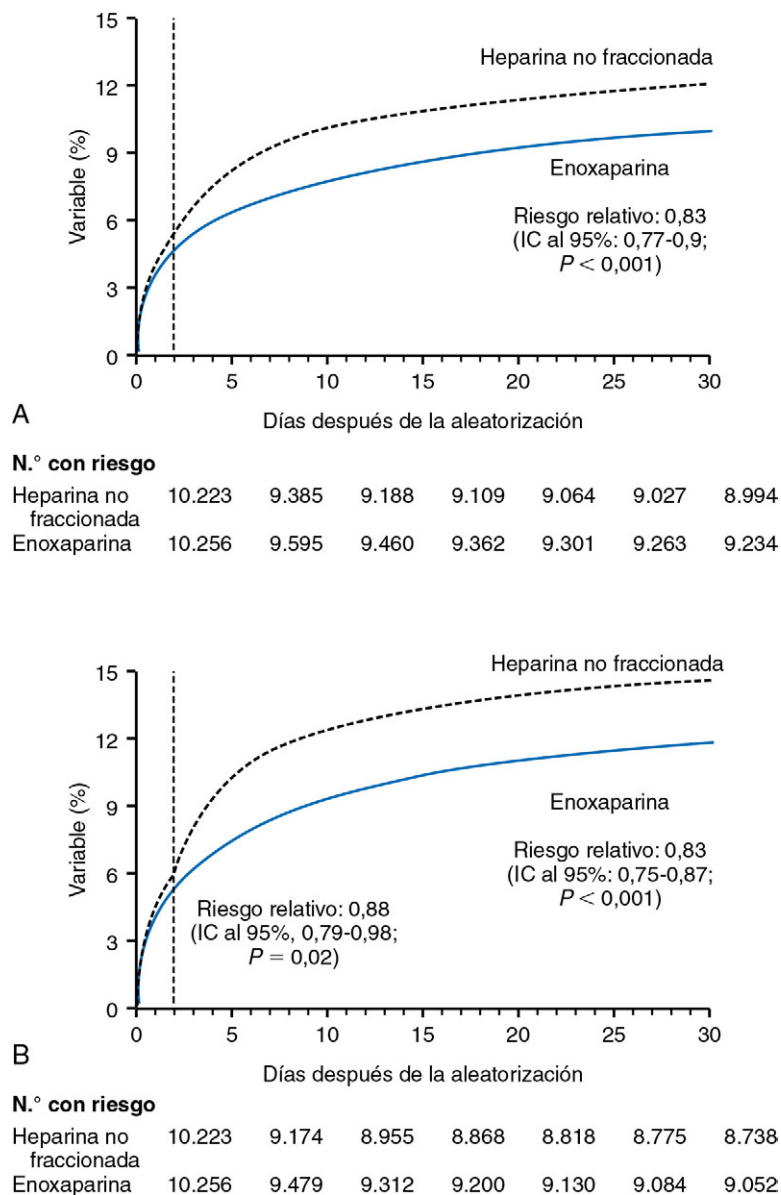 15
12
9
6
3
0
Variable (%)
Heparina no fraccionada
Enoxaparina
Riesgo relativo: 0,83
(IC al 95%: 0,77-0,9;
P < 0,001)
0 5 10 15 20 25 30
Días después de la aleatorización
A
N.° con riesgo
Heparina no fraccionada 10.223 9.385 9.188 9.109 9.064 9.027 8.994
Enoxaparina 10.256 9.595 9.460 9.362 9.301 9.263 9.234
15
12
9
6
3
0
Variable (%)
Heparina no fraccionada
Enoxaparina
Riesgo relativo: 0,83
(IC al 95%: 0,75-0,87;
P < 0,001)
Riesgo relativo: 0,88
(IC al 95%, 0,79-0,98;
P = 0,02)
0 5 10 15 20 25 30
Días después de la aleatorización
B
N.° con riesgo
Heparina no fraccionada 10.223 9.174 8.955 8.868 8.818 8.775 8.738
Enoxaparina 10.256 9.479 9.312 9.200 9.130 9.084 9.052